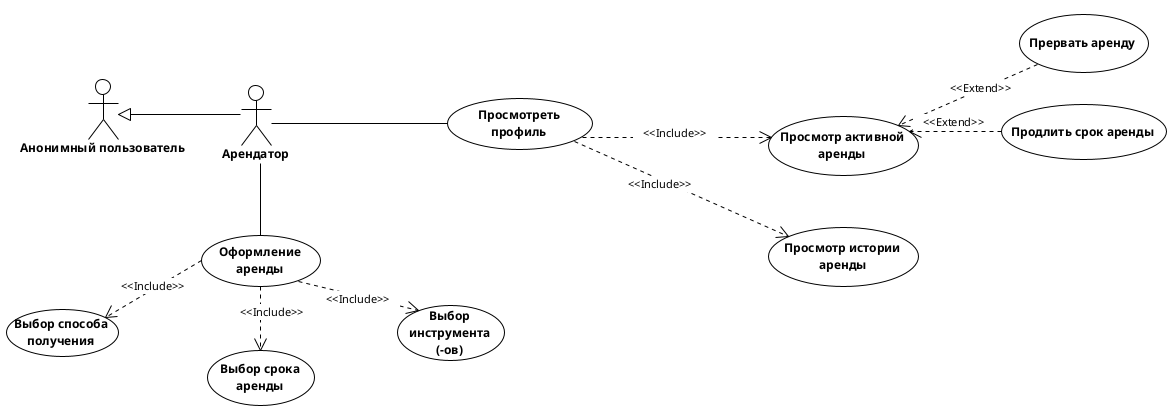 Прервать аренду
<<Extend>>
Просмотреть
профиль
<<Include>>
Просмотр активной
аренды
<<Extend>>
Продлить срок аренды
Анонимный пользователь
Арендатор
<<Include>>
Просмотр истории
аренды
Оформление
аренды
<<Include>>
<<Include>>
<<Include>>
Выбор способа
получения
Выбор
инструмента
(-ов)
Выбор срока
аренды